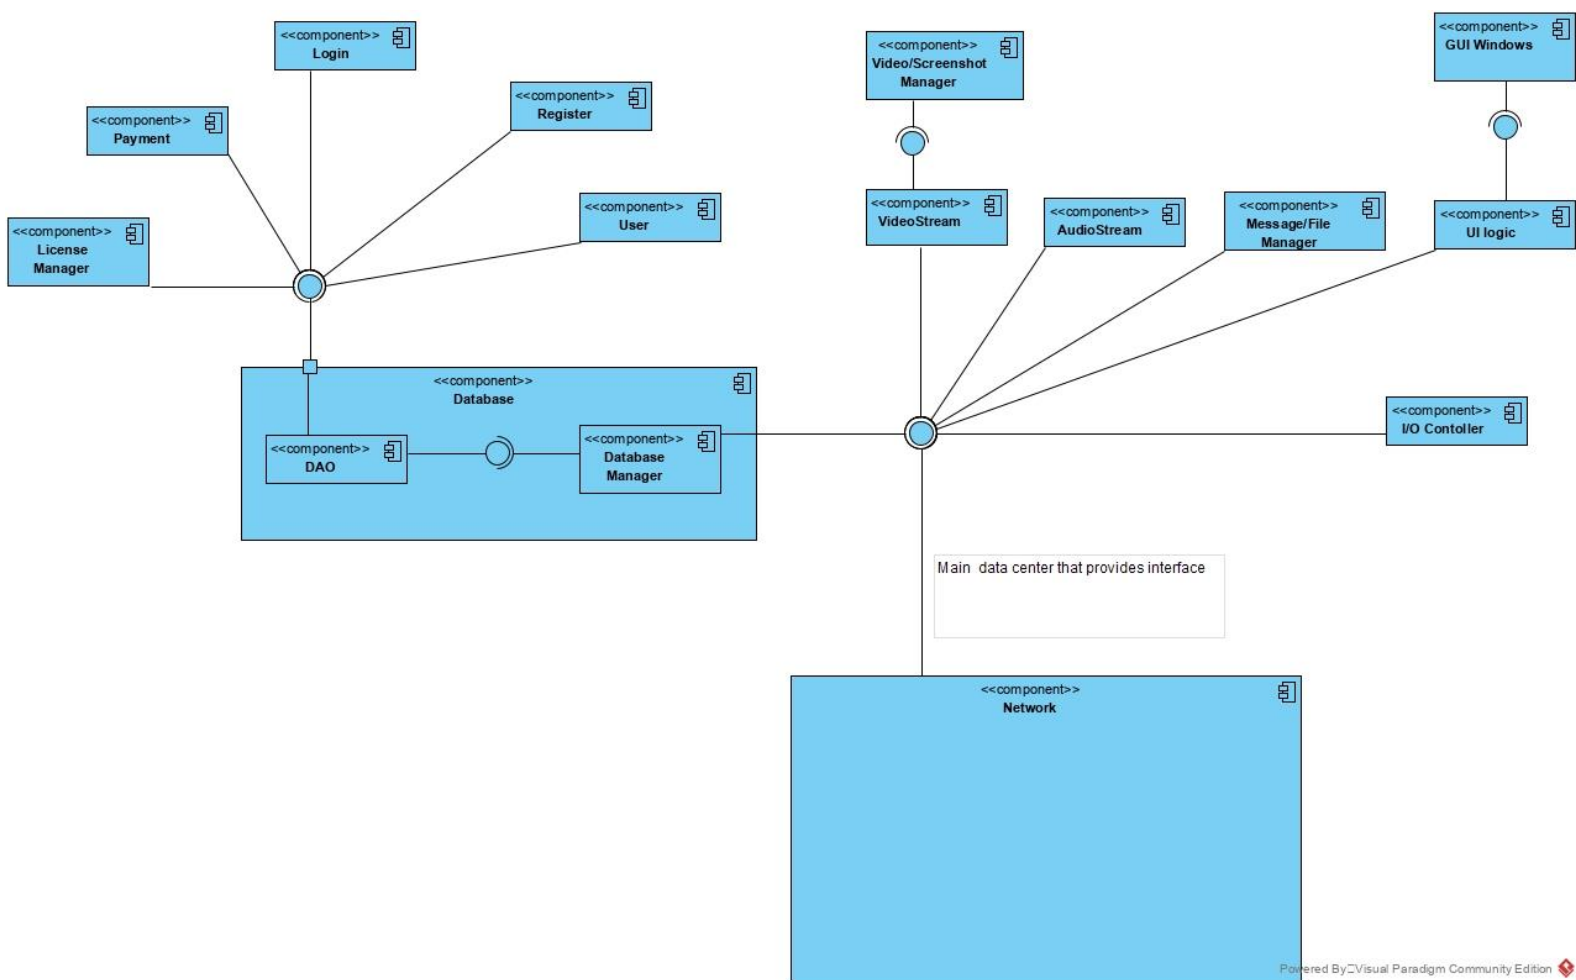 <<component>>
Login
<<component>>
Payment
<<component>>
Register
<<component>>
User
<<component>>
License
Manager
<<component>>
Video/Screenshot
Manager
<<component>>
GUI Windows
<<component>>
VideoStream
<<component>>
AudioStream
<<component>>
Message/File
Manager
<<component>>
UI logic
<<component>>
Database
<<component>>
DAO
<<component>>
Database
Manager
<<component>>
I/O Contoller
Main data center that provides interface
<<component>>
Network
Powered By Visual Paradigm Community Edition